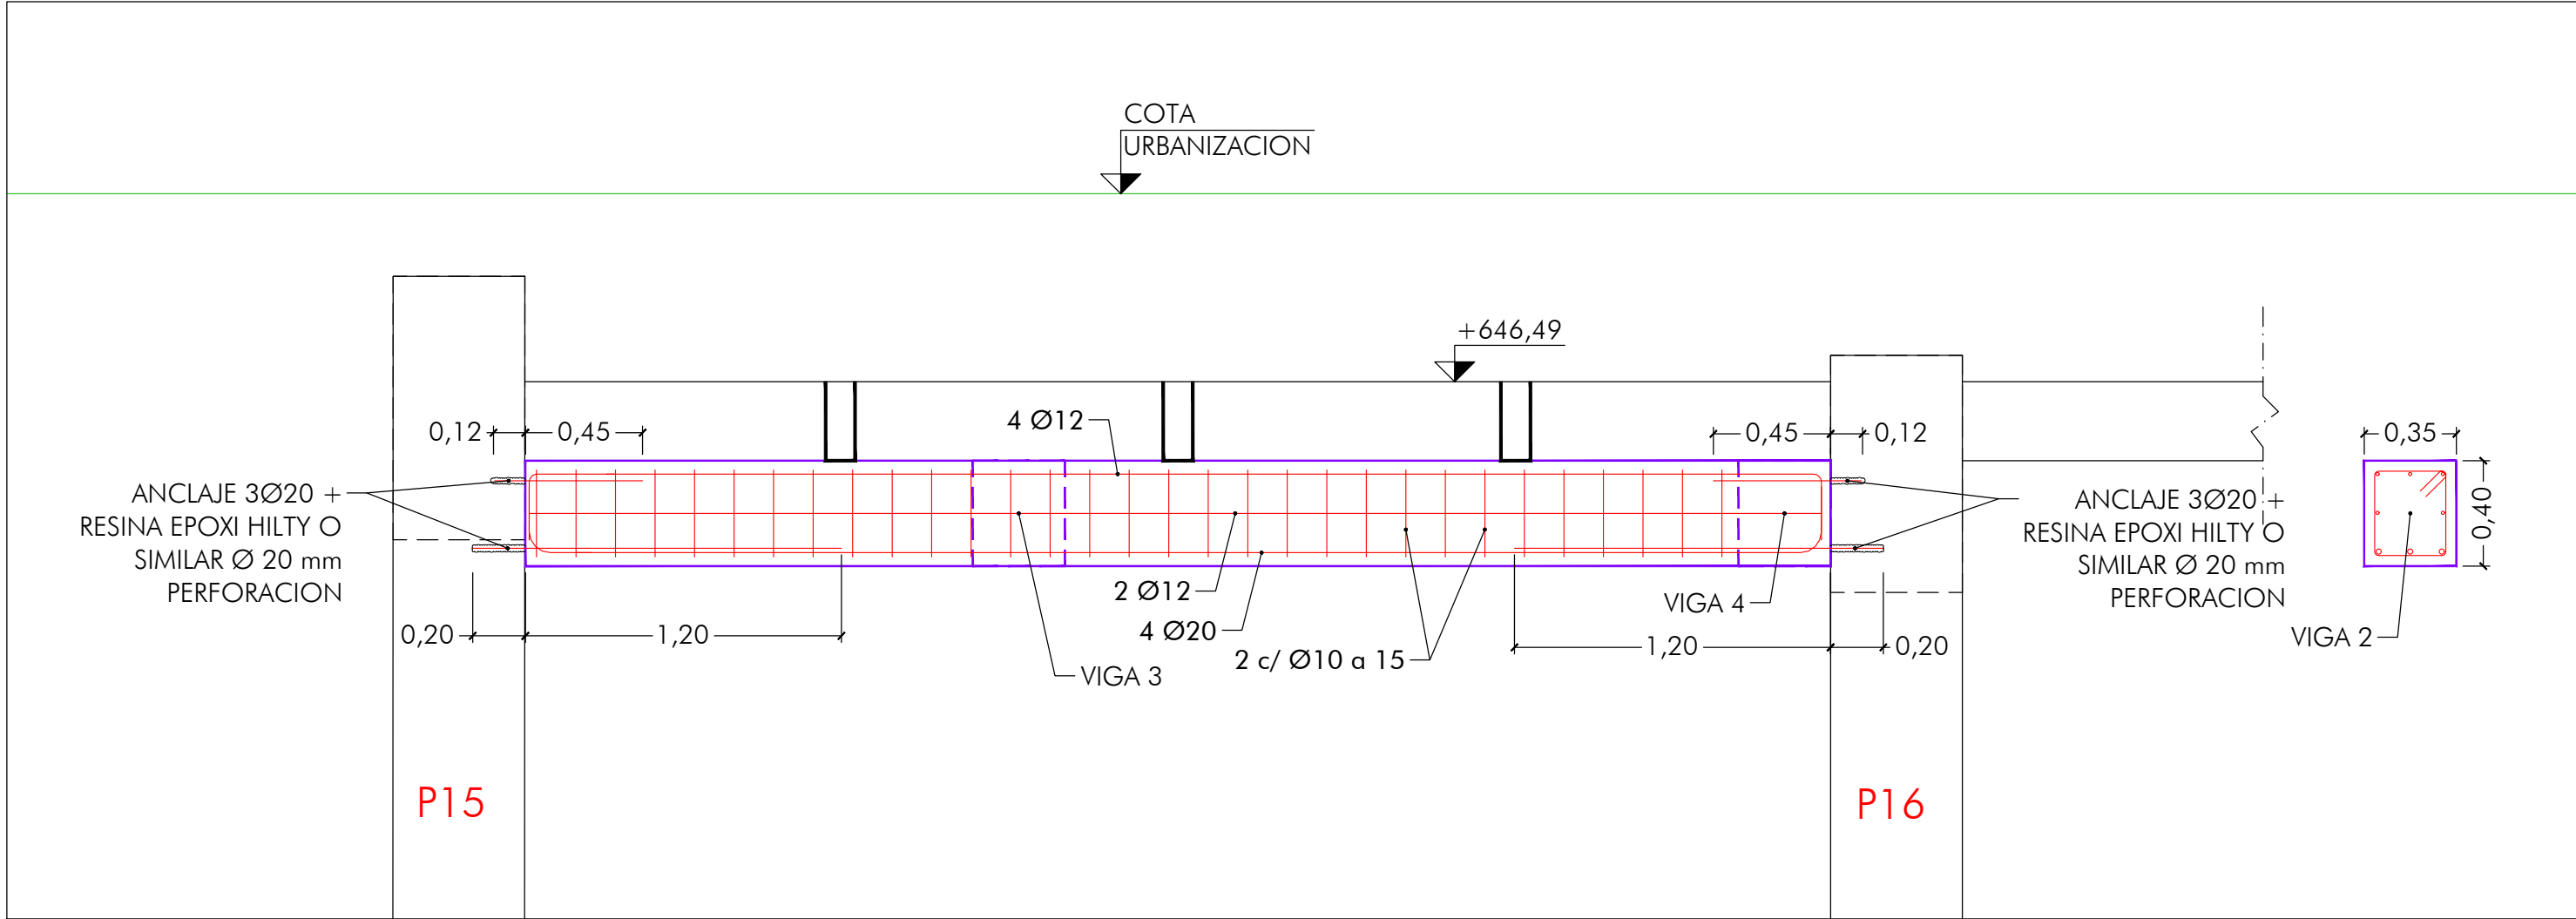 COTA
URBANIZACION
+646,49
0,12
0,45
4 Ø12
0,45
0,12
0,35
ANCLAJE 3Ø20 +
RESINA EPOXI HILTY O
SIMILAR Ø 20 mm
PERFORACION
ANCLAJE 3Ø20 +
RESINA EPOXI HILTY O
SIMILAR Ø 20 mm
PERFORACION
0,40
2 Ø12
VIGA 4
4 Ø20
0,20
1,20
2 c/ Ø10 a 15
1,20
0,20
VIGA 2
VIGA 3
P15
P16